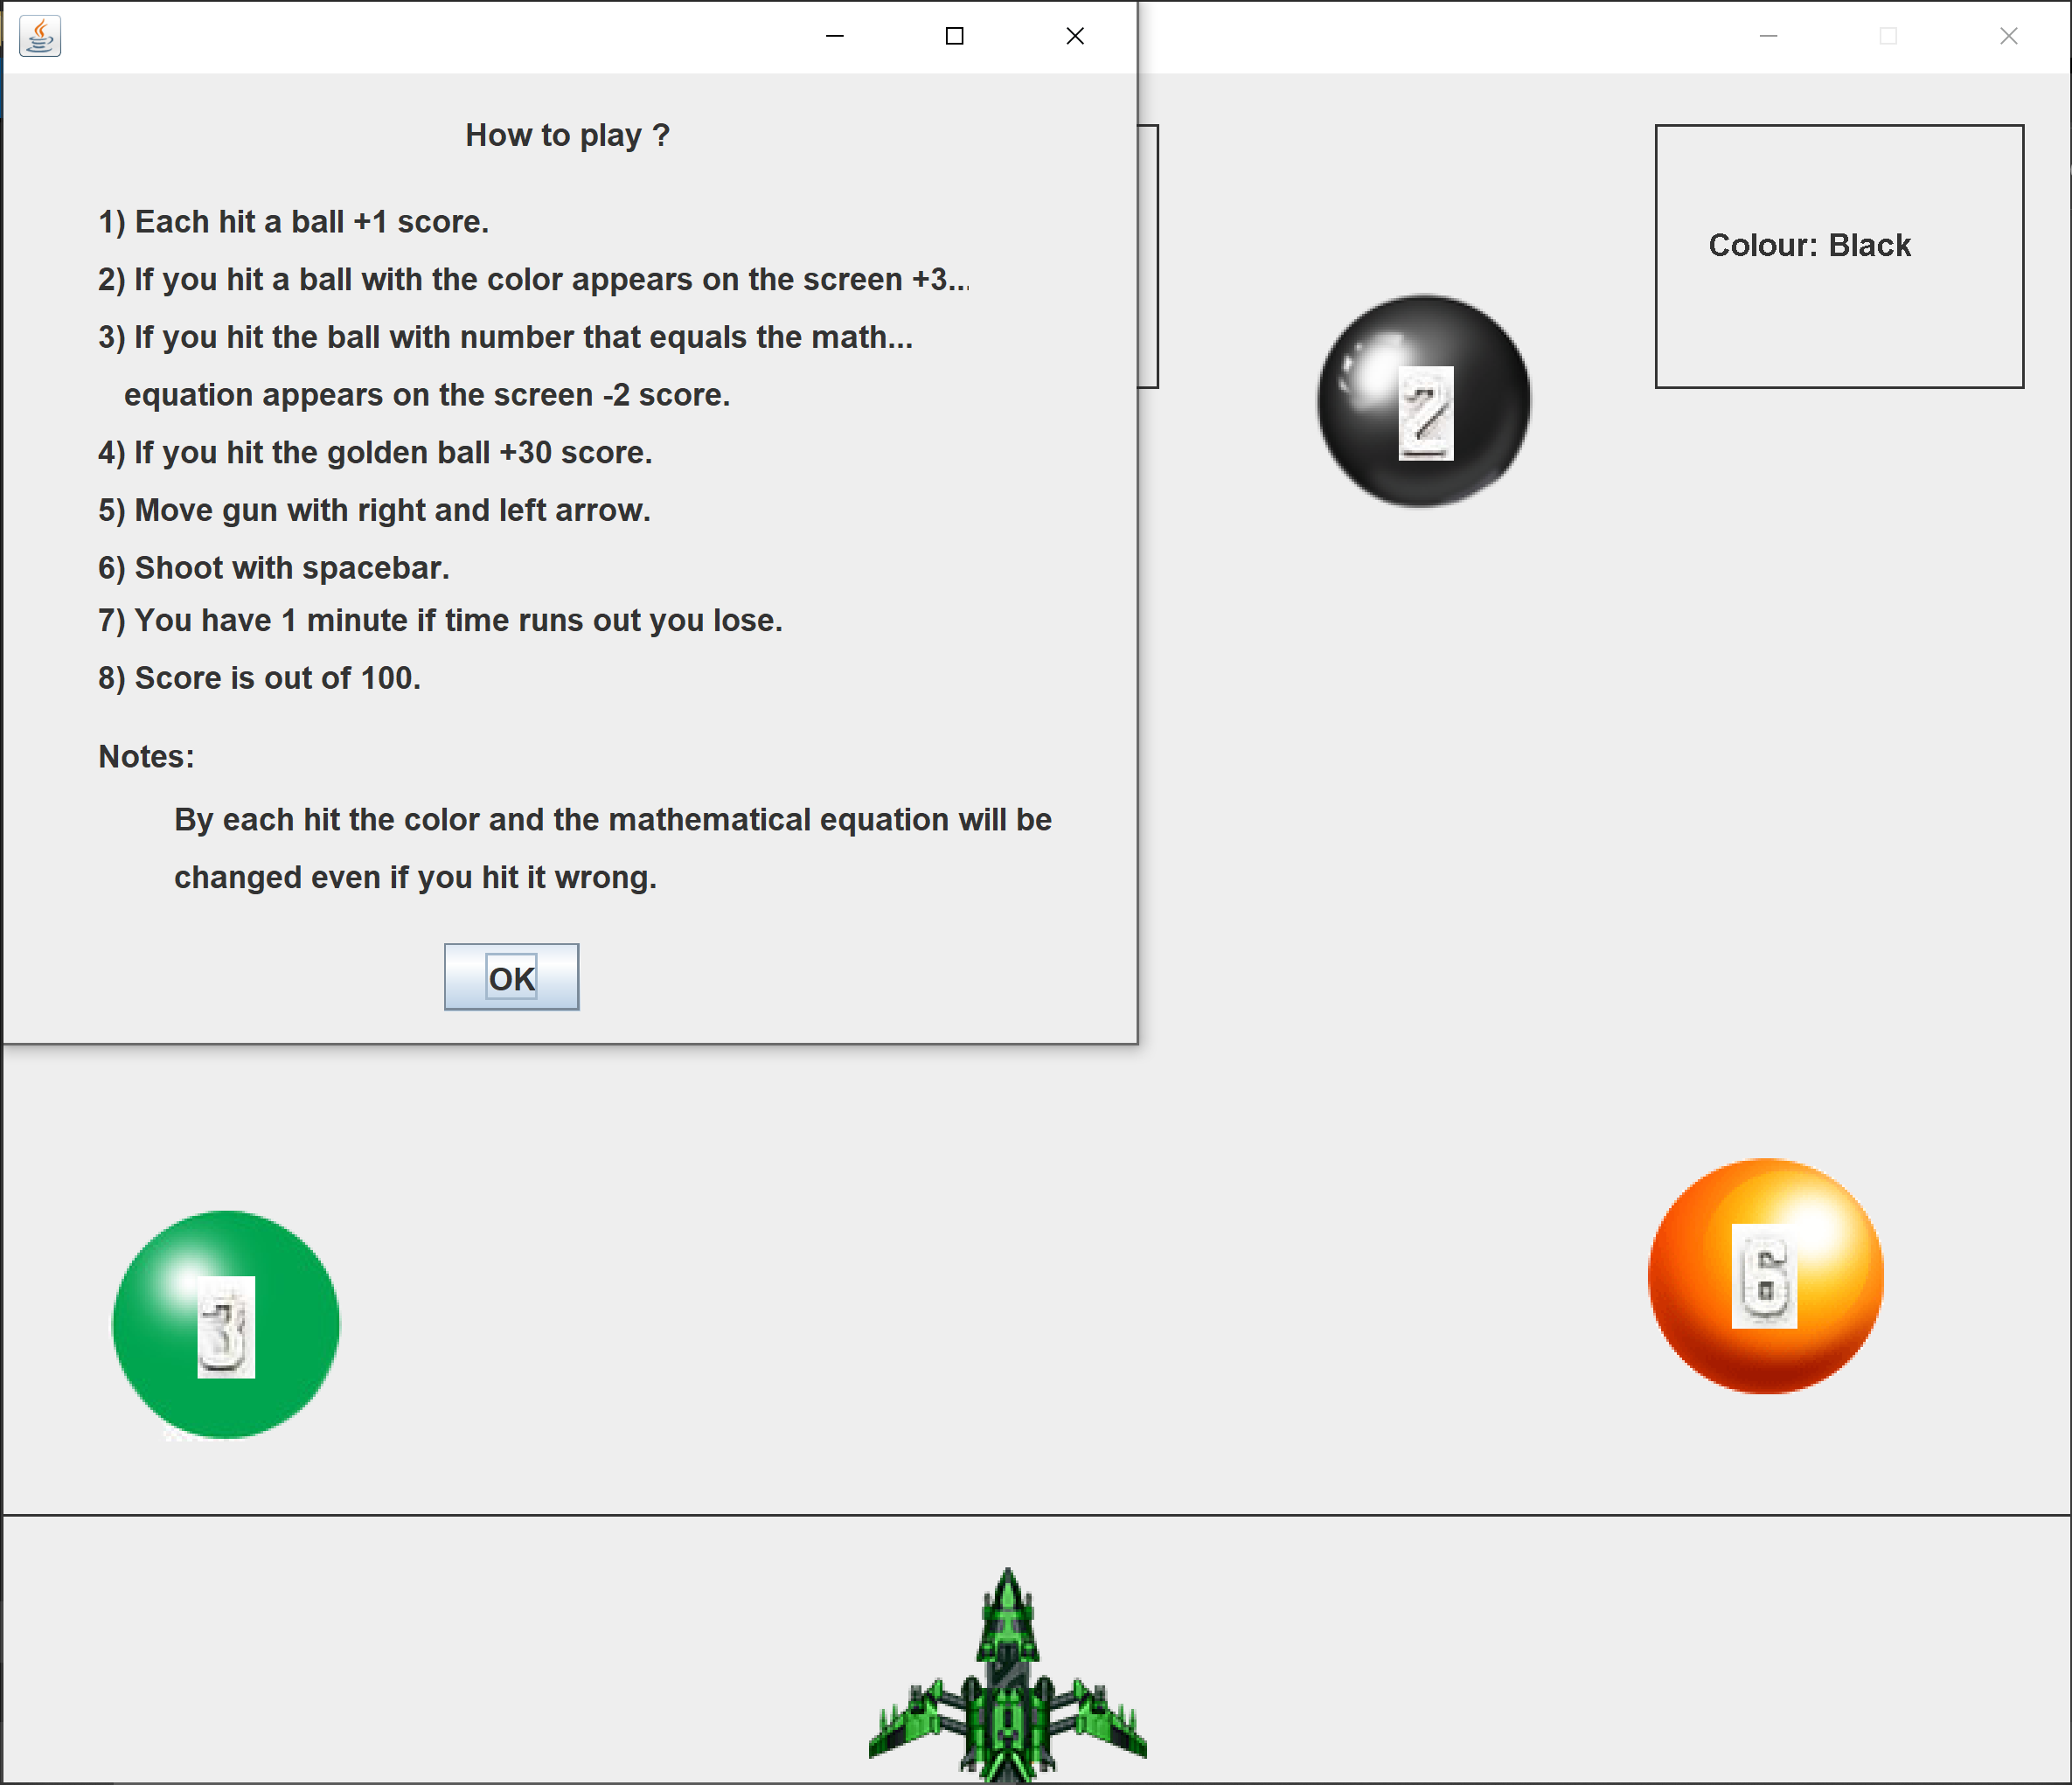 How to play ?
1) Each hit a ball +1 score.
2) If you hit a ball with the color appears on the screen +3...
3) If you hit the ball with number that equals the math...
equation appears on the screen -2 score.
4) If you hit the golden ball +30 score.
5) Move gun with right and left arrow.
6) Shoot with spacebar.
7) You have 1 minute if time runs out you lose.
8) Score is out of 100.
Notes:
By each hit the color and the mathematical equation will be
changed even if you hit it wrong.
OK
Colour: Black
2
3
6